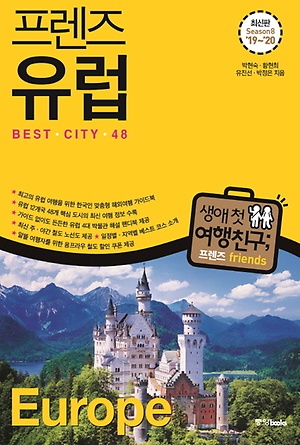 프렌즈
유럽
BEST · CITY · 48
최신판
Season8
'19~'20
박현숙 · 황현희
유진선 · 박정은 지음
★ 최고의 유럽 여행을 위한 한국인 맞춤형 해외여행 가이드북
★ 유럽 12개국 48개 핵심 도시의 최신 여행 정보 수록
★ 가이드 없이도 든든한 유럽 4대 박물관 해설 핸디북 제공
★ 최신 주 · 야간 철도 노선도 제공 ★ 일정별 · 지역별 베스트 코스 소개
★ 알뜰 여행자를 위한 융프라우 철도 할인 쿠폰 제공
생애 첫
여행친구;
프렌즈 friends
Europe
books